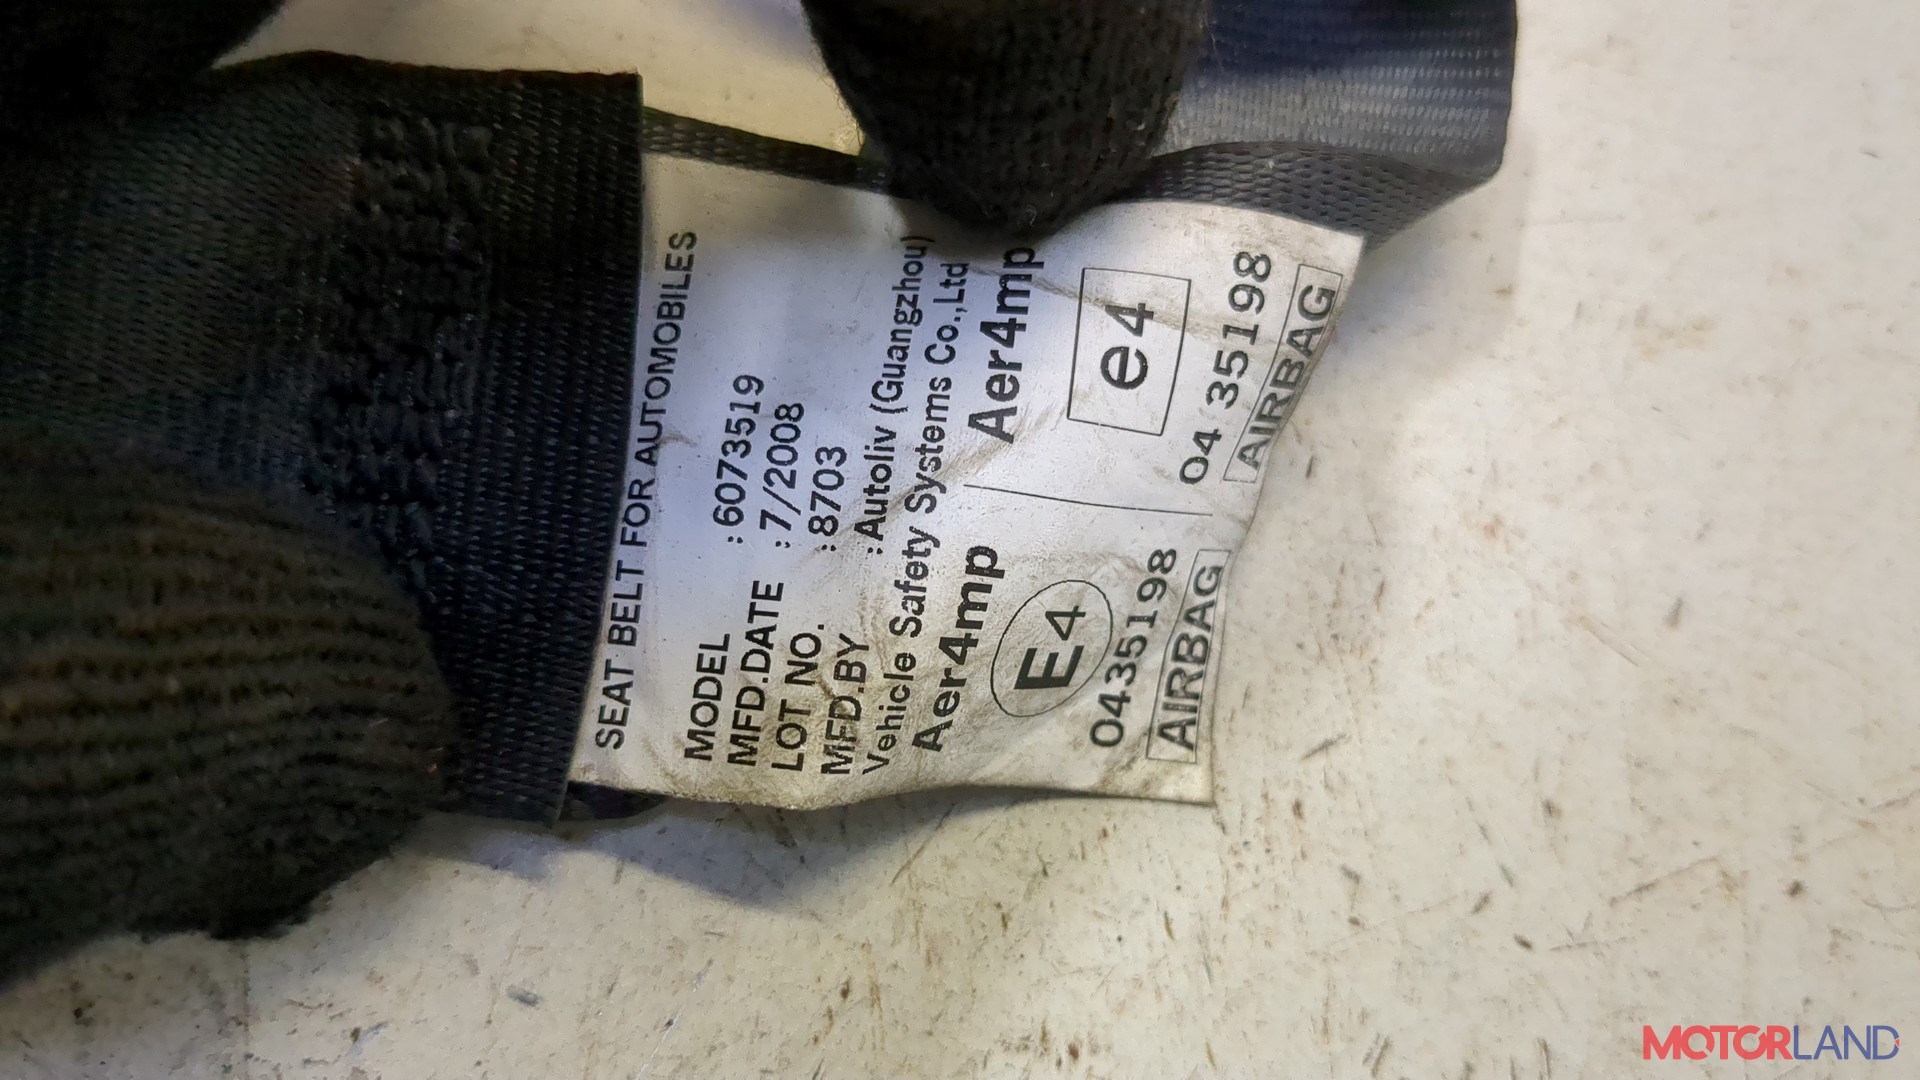 SEAT BELT FOR AUTOMOBILES
MODEL : 6073519
MFD.DATE : 7/2008
LOT NO. : 8703
MFD.BY : Autoliv (Guangzhou)
Vehicle Safety Systems Co.,Ltd
Aer4mp Aer4mp
E4 e4
0435198 04 35198
AIRBAG AIRBAG
MOTORLAND